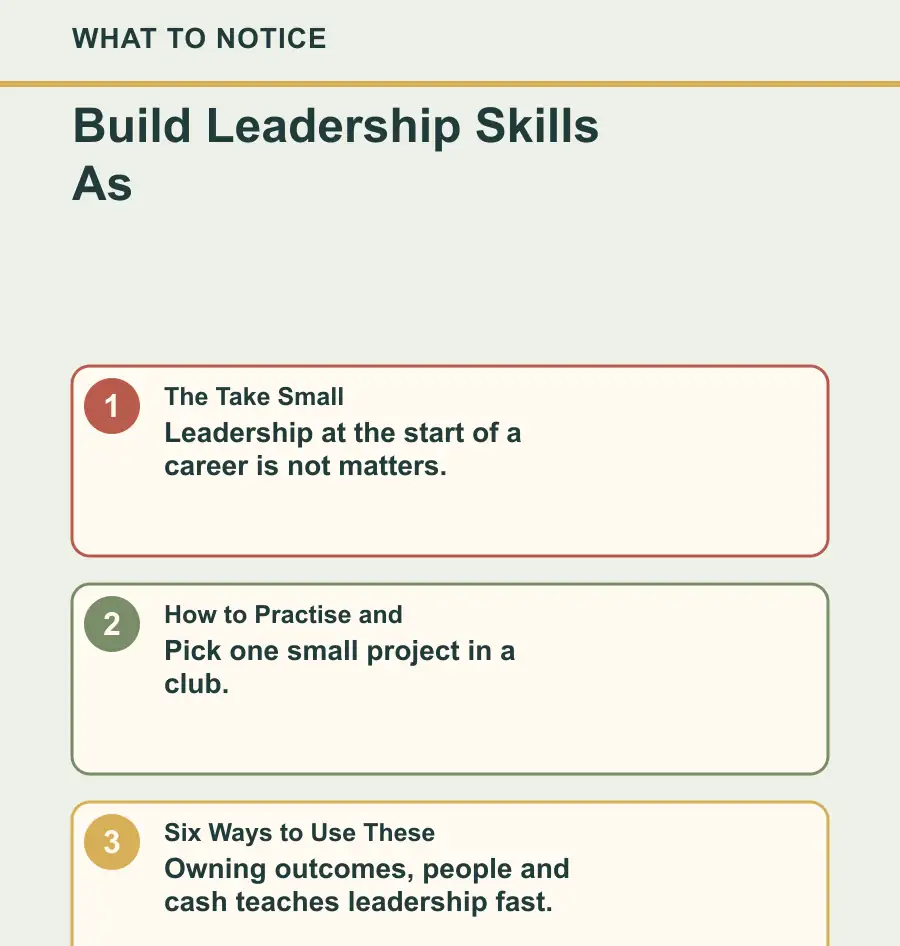 WHAT TO NOTICE
Build Leadership Skills
As
1
The Take Small
Leadership at the start of a
career is not matters.
2
How to Practise and
Pick one small project in a
club.
3
Six Ways to Use These
Owning outcomes, people and
cash teaches leadership fast.